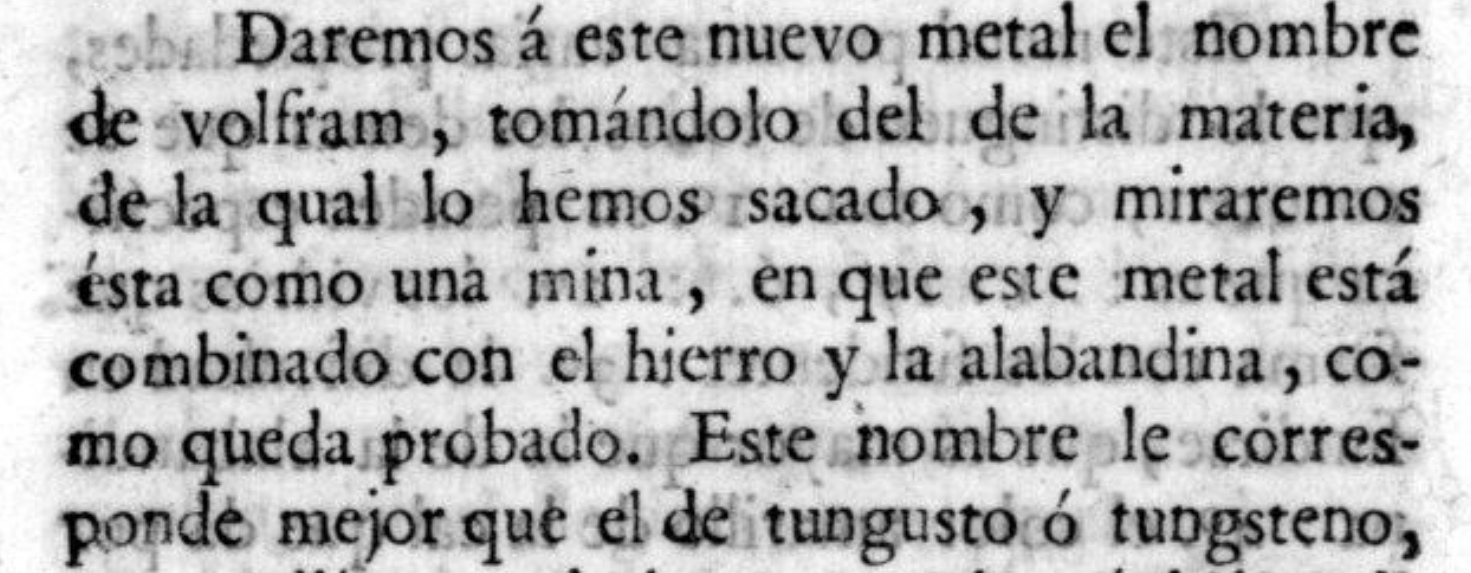 Daremos á este nuevo metal el nombre
de volfram , tomándolo del de la materia,
de la qual lo hemos sacado , y miraremos
ésta como una mina , en que este metal está
combinado con el hierro y la alabandina , co-
mo queda probado. Este nombre le corres-
ponde mejor que el de tungusto ó tungsteno,